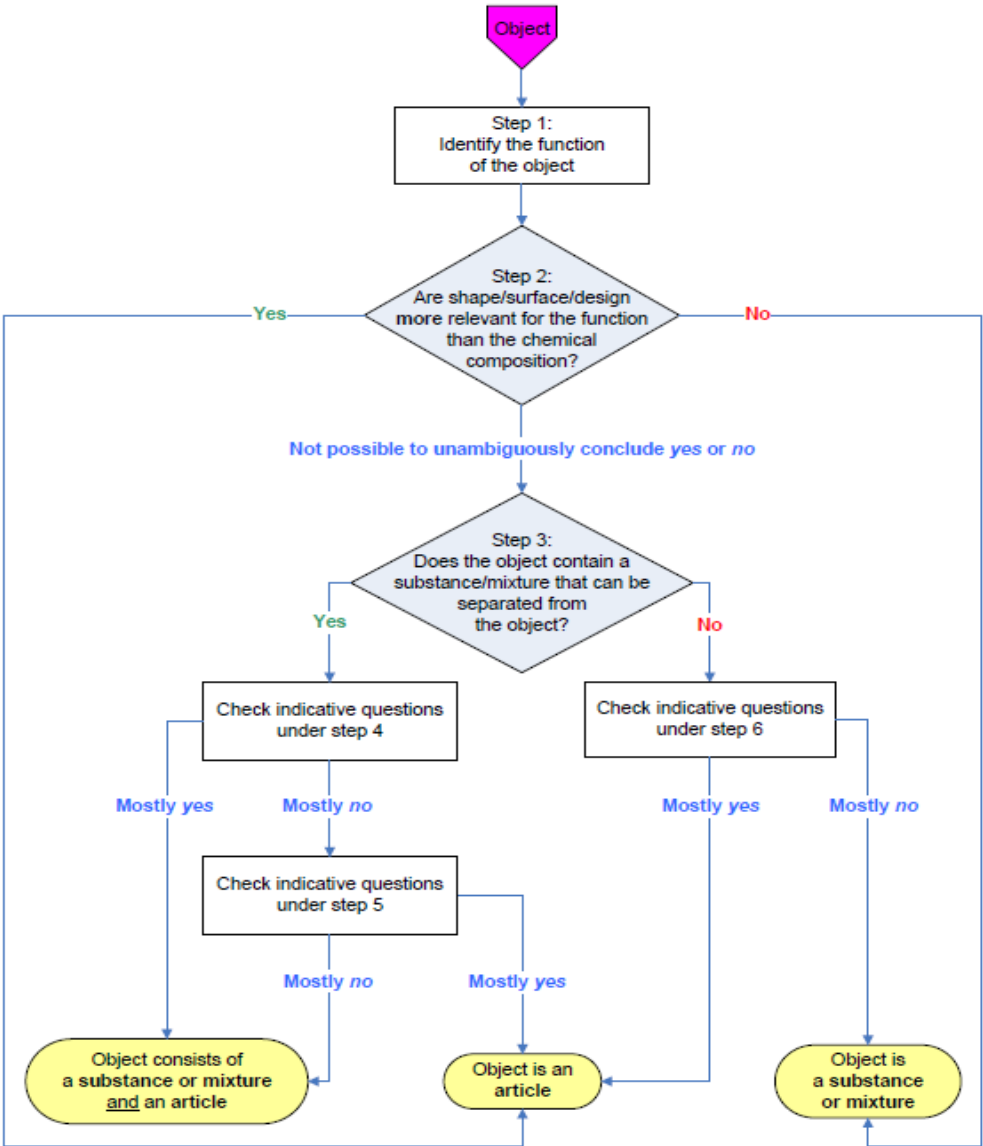 Object
Step 1:
Identify the function
of the object
Step 2:
Are shape/surface/design
more relevant for the function
than the chemical
composition?
Yes
No
Not possible to unambiguously conclude yes or no
Step 3:
Does the object contain a
substance/mixture that can be
separated from
the object?
Yes
No
Check indicative questions
under step 4
Check indicative questions
under step 6
Mostly yes
Mostly no
Mostly yes
Mostly no
Check indicative questions
under step 5
Mostly no
Mostly yes
Object consists of
a substance or mixture
and an article
Object is an
article
Object is
a substance
or mixture